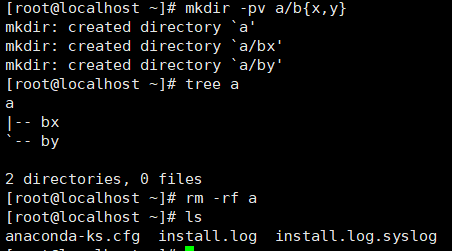 [root@localhost ~]# mkdir -pv a/b{x,y}
mkdir: created directory `a'
mkdir: created directory `a/bx'
mkdir: created directory `a/by'
[root@localhost ~]# tree a
a
|-- bx
`-- by
2 directories, 0 files
[root@localhost ~]# rm -rf a
[root@localhost ~]# ls
anaconda-ks.cfg  install.log  install.log.syslog
[root@localhost ~]#